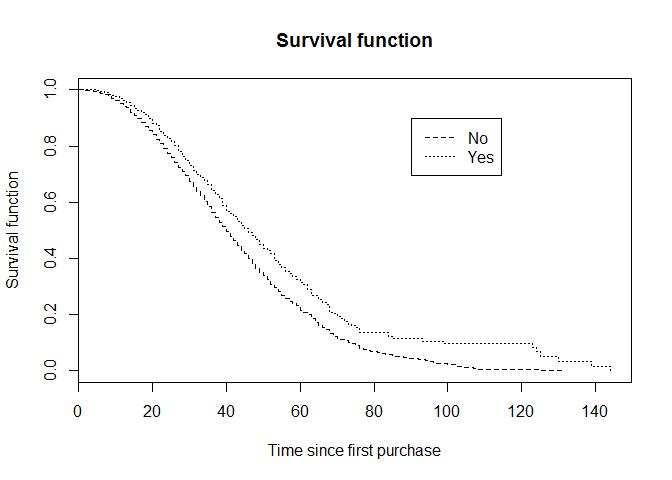 Survival function
No
Yes
Survival function
1.0
0.8
0.6
0.4
0.2
0.0
0 20 40 60 80 100 120 140
Time since first purchase